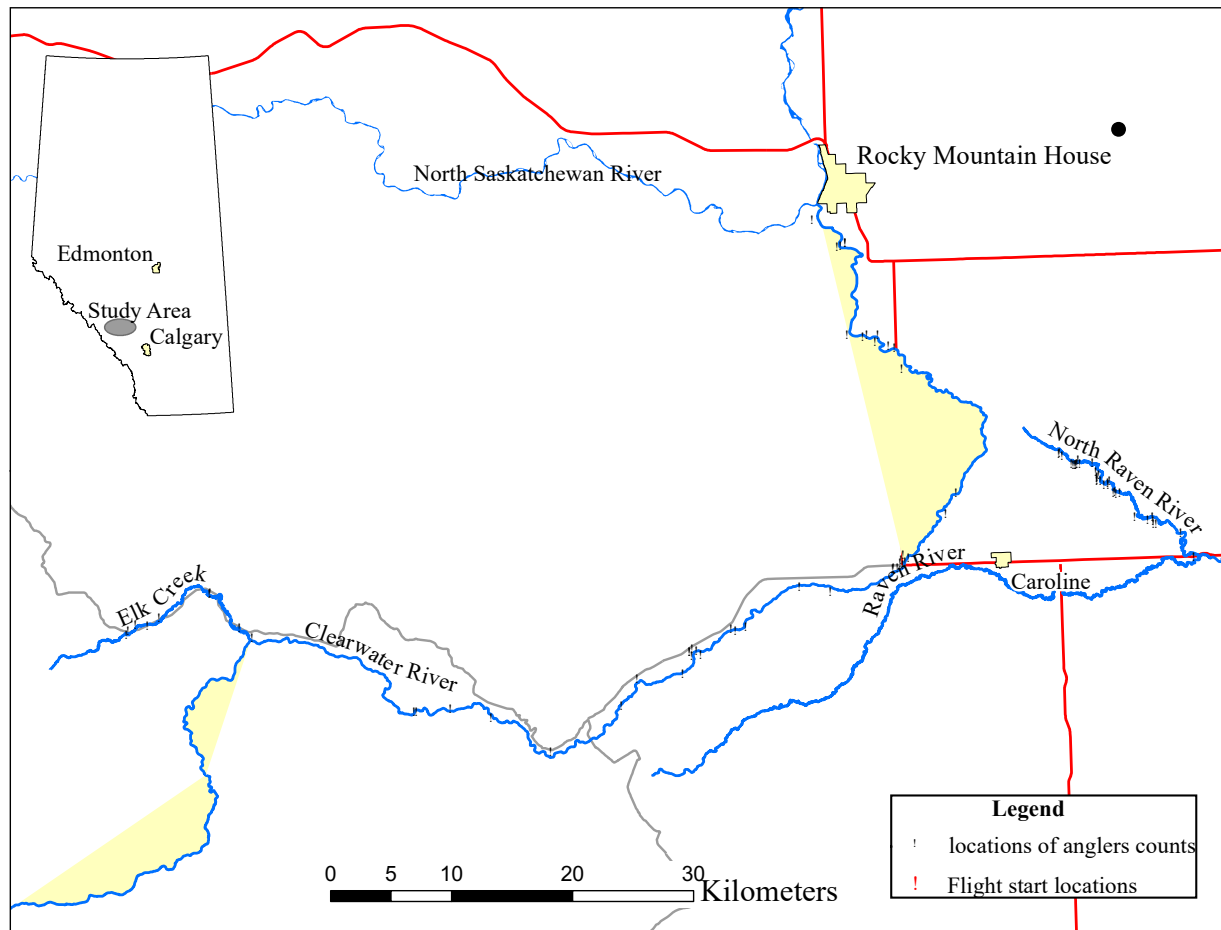 Rocky Mountain House
North Saskatchewan River
Edmonton
Study Area
Calgary
North Raven River
Raven River
Caroline
Elk Creek
Clearwater River
Legend
! locations of anglers counts
! Flight start locations
0 5 10 20 30
Kilometers